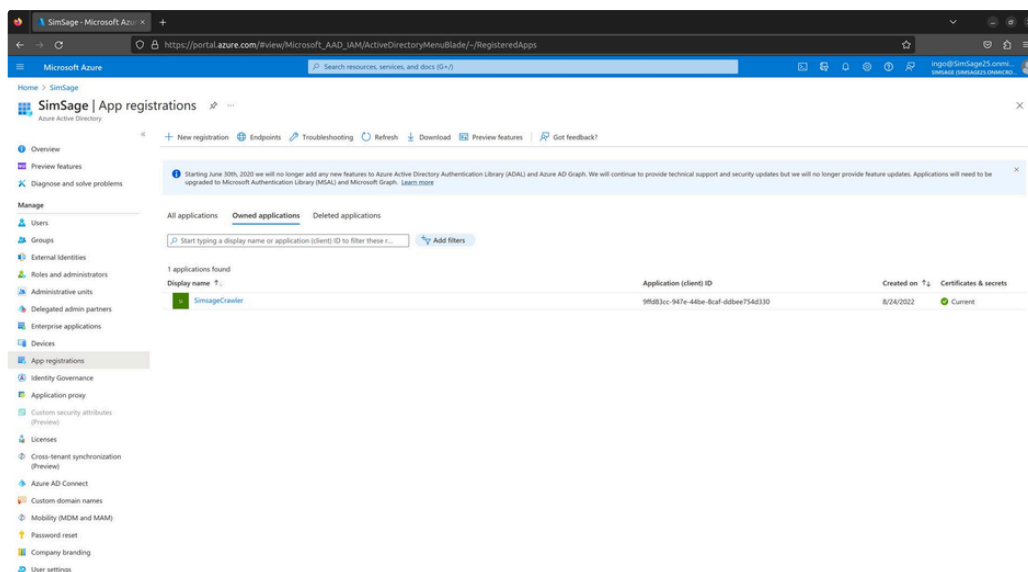 SimSage - Microsoft Azu
https://portal.azure.com/#view/Microsoft_AAD_IAM/ActiveDirectoryMenuBlade/~/RegisteredApps
Microsoft Azure
Search resources, services, and docs (G+/)
ingo@SimSage25.onmi...
SIMSAGE (SIMSAGE25.ONMICRO...
Home > SimSage
SimSage | App registrations
Azure Active Directory
New registration Endpoints Troubleshooting Refresh Download Preview features Got feedback?
Overview
Preview features
Diagnose and solve problems
Manage
Users
Groups
External Identities
Roles and administrators
Administrative units
Delegated admin partners
Enterprise applications
Devices
App registrations
Identity Governance
Application proxy
Custom security attributes
(Preview)
Licenses
Cross-tenant synchronization
(Preview)
Azure AD Connect
Custom domain names
Mobility (MDM and MAM)
Password reset
Company branding
User settings
Starting June 30th, 2020 we will no longer add any new features to Azure Active Directory Authentication Library (ADAL) and Azure AD Graph. We will continue to provide technical support and security updates but we will no longer provide feature updates. Applications will need to be
upgraded to Microsoft Authentication Library (MSAL) and Microsoft Graph. Learn more
All applications Owned applications Deleted applications
Start typing a display name or application (client) ID to filter these r...
Add filters
1 applications found
Display name Application (client) ID Created on Certificates & secrets
SimsageCrawler 9ffd83cc-947e-44be-8caf-ddbee754d330 8/24/2022 Current